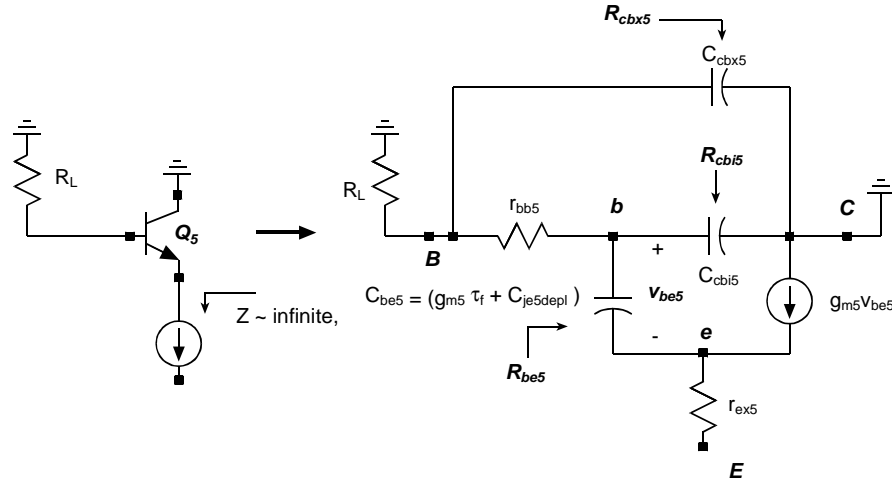 R_cbx5
C_cbx5
R_L
Q_5
Z ~ infinite,
R_L
r_bb5
b
R_cbi5
C
B
+
C_cbi5
C_be5 = (g_m5 τ_f + C_je5depl )
v_be5
g_m5v_be5
-
e
R_be5
r_ex5
E